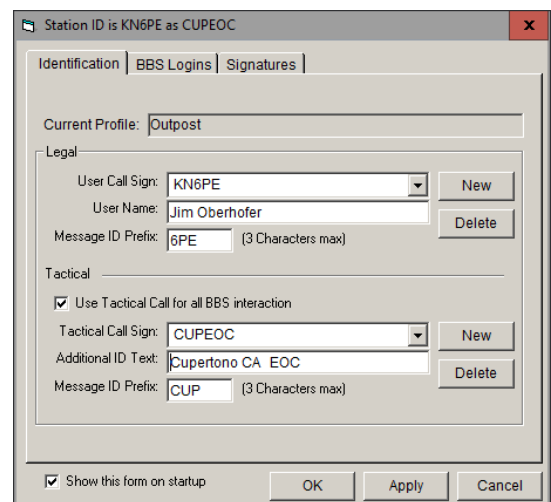 Station ID is KN6PE as CUPEOC x
Identification BBS Logins Signatures
Current Profile: Outpost
Legal
User Call Sign: KN6PE New
User Name: Jim Oberhofer
Delete
Message ID Prefix: 6PE (3 Characters max)
Tactical
Use Tactical Call for all BBS interaction
Tactical Call Sign: CUPEOC New
Additional ID Text: Cupertono CA EOC
Delete
Message ID Prefix: CUP (3 Characters max)
Show this form on startup OK Apply Cancel